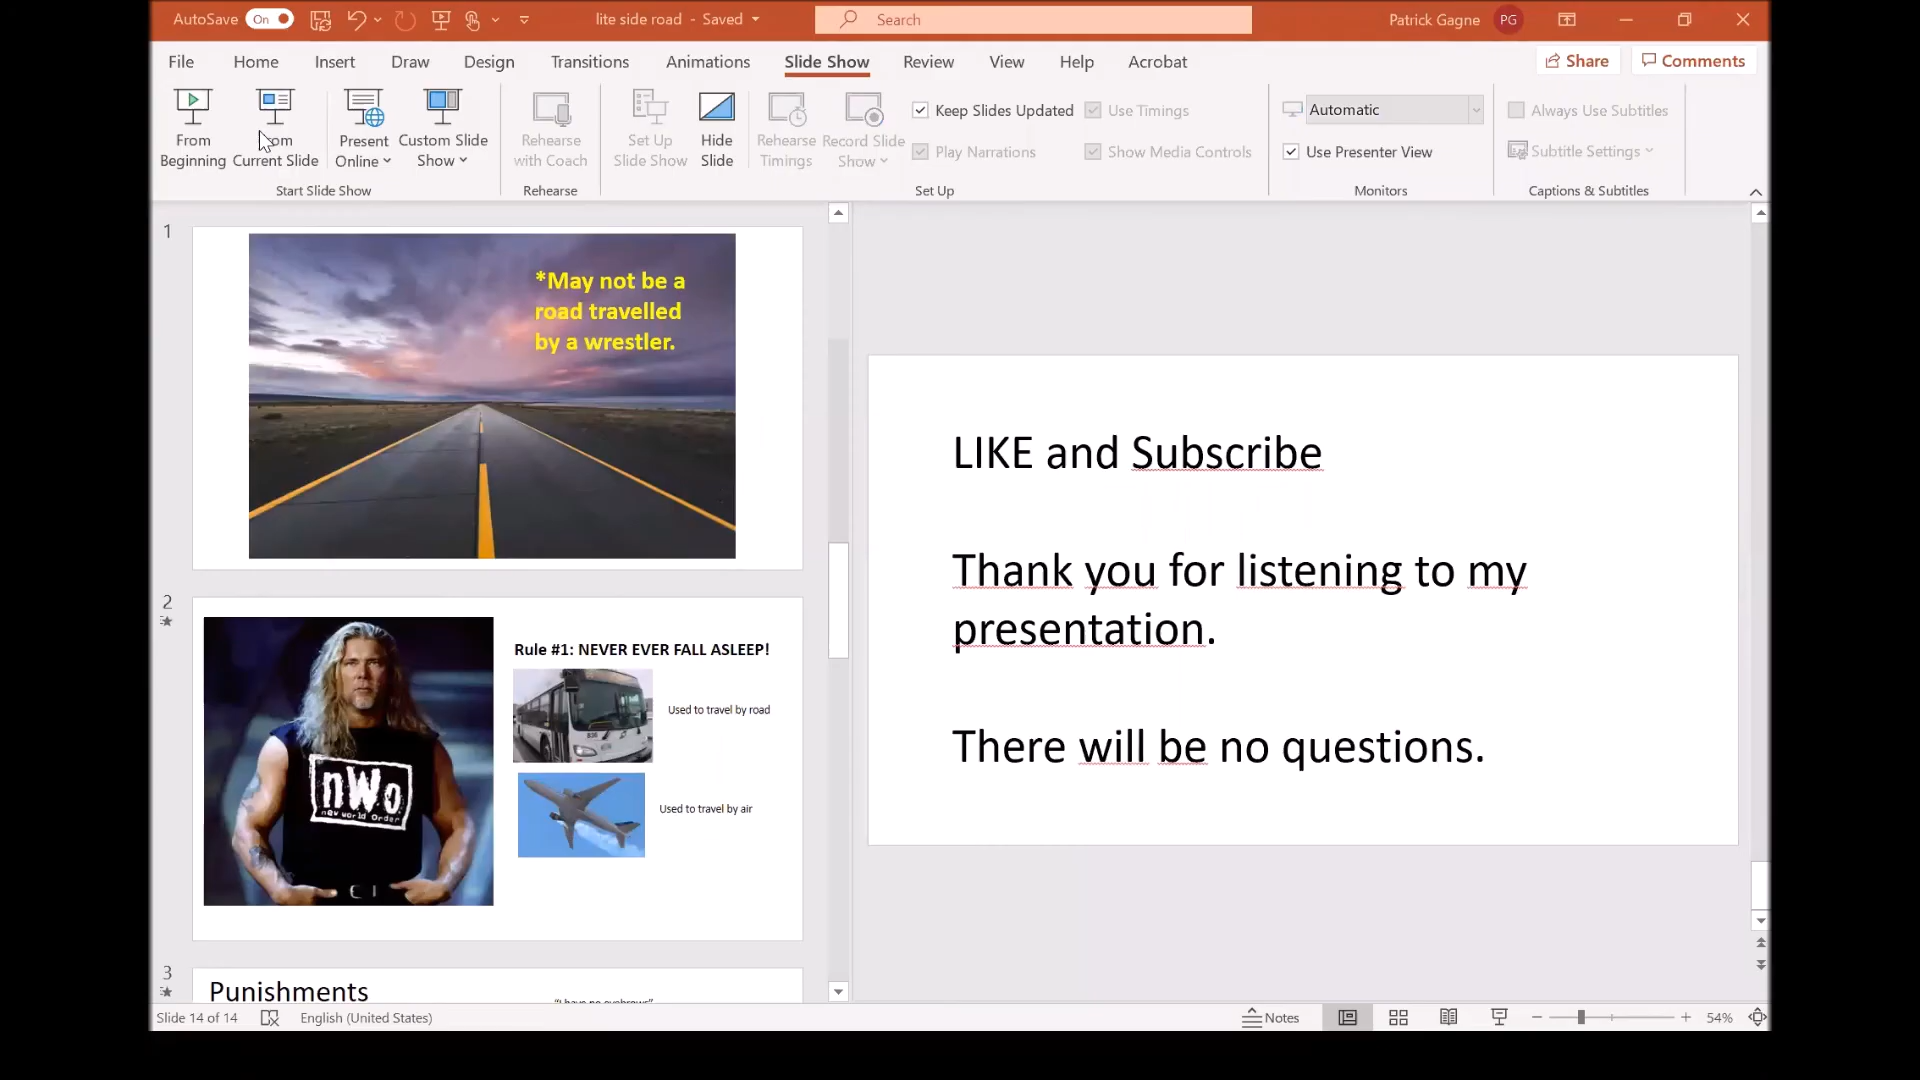 AutoSave On
lite side road - Saved
Search
Patrick Gagne PG
File Home Insert Draw Design Transitions Animations Slide Show Review View Help Acrobat
Share Comments
From
Beginning
Current Slide
Present
Online
Custom Slide
Show
Start Slide Show
Rehearse
with Coach
Rehearse
Set Up
Slide Show
Hide
Slide
Rehearse
Timings
Record Slide
Show
Keep Slides Updated
Play Narrations
Use Timings
Show Media Controls
Set Up
Automatic
Use Presenter View
Monitors
Always Use Subtitles
Subtitle Settings
Captions & Subtitles
1
*May not be a
road travelled
by a wrestler.
2
Rule #1: NEVER EVER FALL ASLEEP!
Used to travel by road
Used to travel by air
nWo
new world Order
3
Punishments
LIKE and Subscribe
Thank you for listening to my
presentation.
There will be no questions.
Slide 14 of 14
English (United States)
Notes
54%